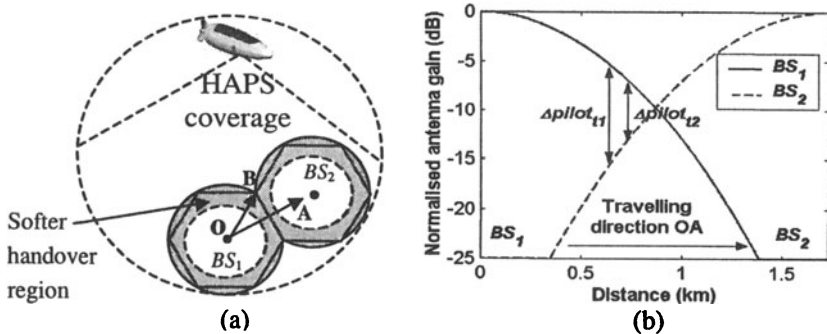 HAPS
coverage
B
BS2
A
Softer
handover
region
O
BS1
(a)
Normalised antenna gain (dB)
0
-5
-10
-15
-20
-25
BS1
BS2
Δpilott1
Δpilott2
Travelling
direction OA
BS1
BS2
0
0.5
1
1.5
Distance (km)
(b)